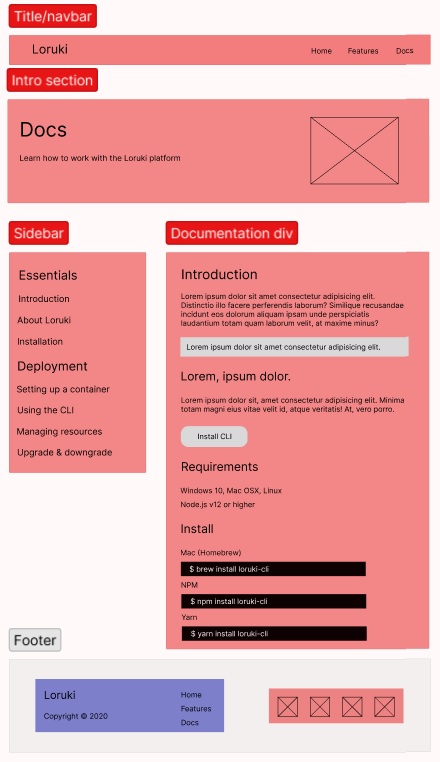 Title/navbar
Loruki
Home Features Docs
Intro section
Docs
Learn how to work with the Loruki platform
Sidebar
Essentials
Introduction
About Loruki
Installation
Deployment
Setting up a container
Using the CLI
Managing resources
Upgrade & downgrade
Documentation div
Introduction
Lorem ipsum dolor sit amet consectetur adipisicing elit.
Distinctio illo facere perferendis laborum? Similique recusandae
incidunt eos dolorum aliquam ipsam unde perspiciatis
laudantium totam quam laborum velit, at maxime minus?
Lorem ipsum dolor sit amet consectetur adipisicing elit.
Lorem, ipsum dolor.
Lorem ipsum dolor sit amet, consectetur adipisicing elit. Minima
totam magni eius vitae velit id, atque veritatis! At, vero porro.
Install CLI
Requirements
Windows 10, Mac OSX, Linux
Node.js v12 or higher
Install
Mac (Homebrew)
$ brew install loruki-cli
NPM
$ npm install loruki-cli
Yarn
$ yarn install loruki-cli
Footer
Loruki
Copyright © 2020
Home
Features
Docs